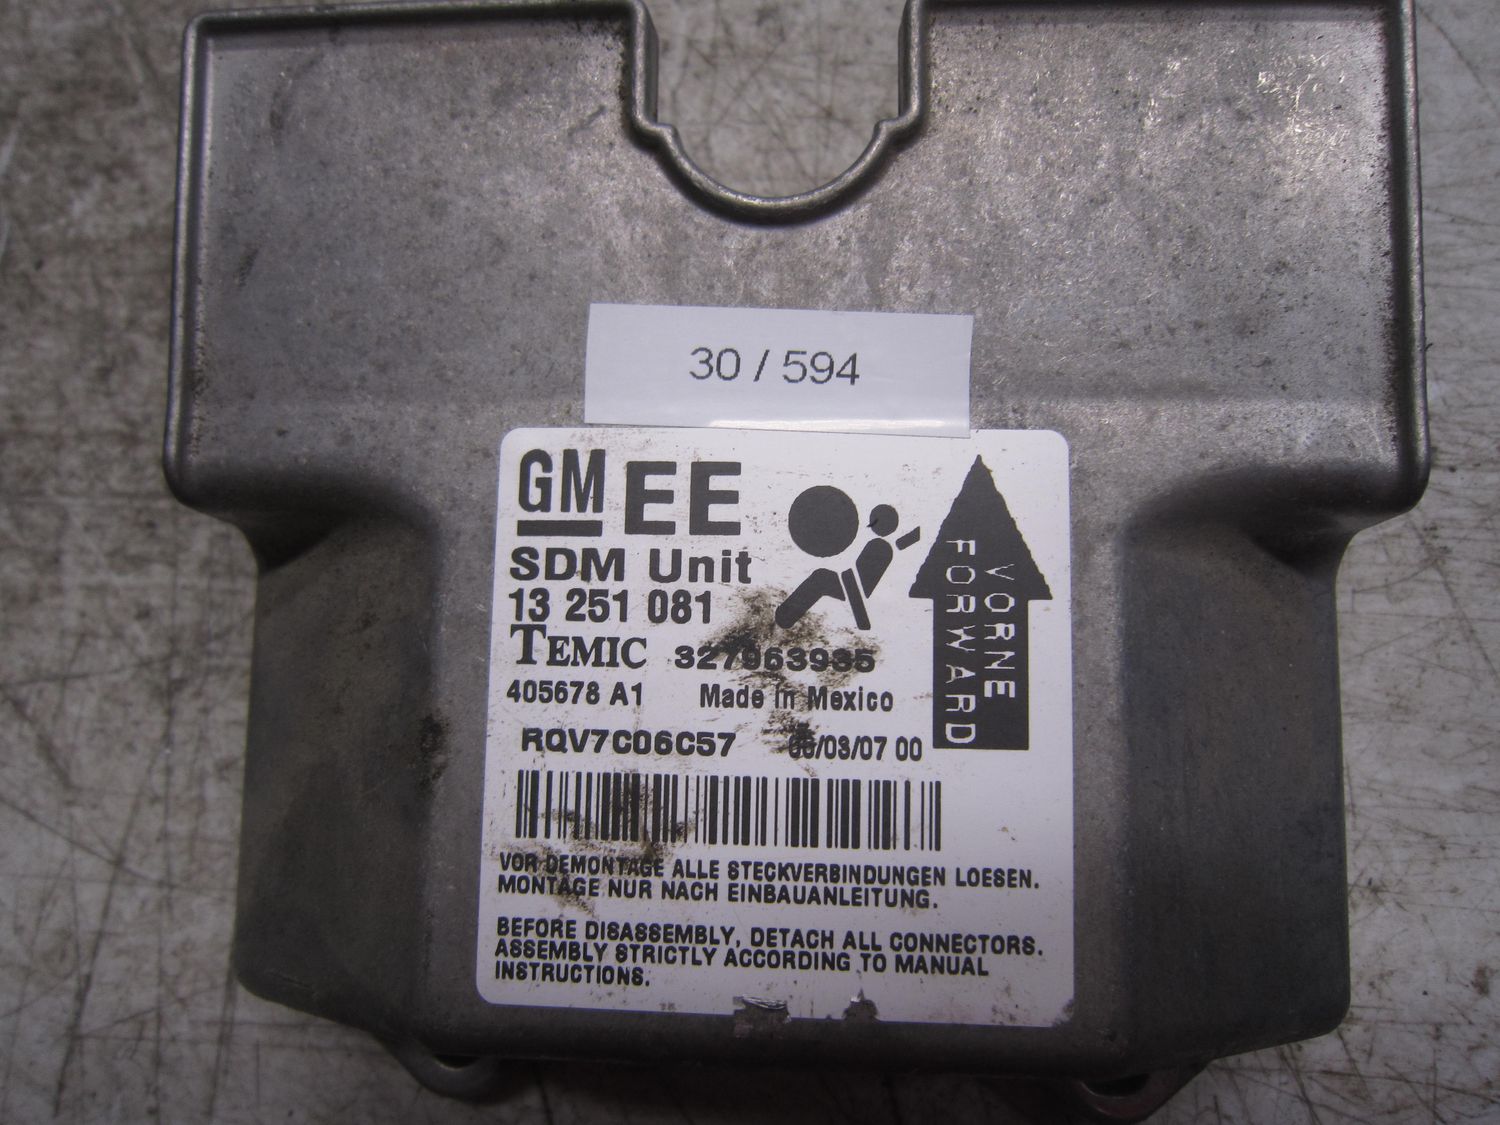 30 / 594
GM EE
SDM Unit
13 251 081
TEMIC 327963935
405678 A1 Made in Mexico
RQV7C06C57 /03/07 00
VORNE
FORWARD
VOR DEMONTAGE ALLE STECKVERBINDUNGEN LOESEN.
MONTAGE NUR NACH EINBAUANLEITUNG.
BEFORE DISASSEMBLY, DETACH ALL CONNECTORS.
ASSEMBLY STRICTLY ACCORDING TO MANUAL
INSTRUCTIONS.